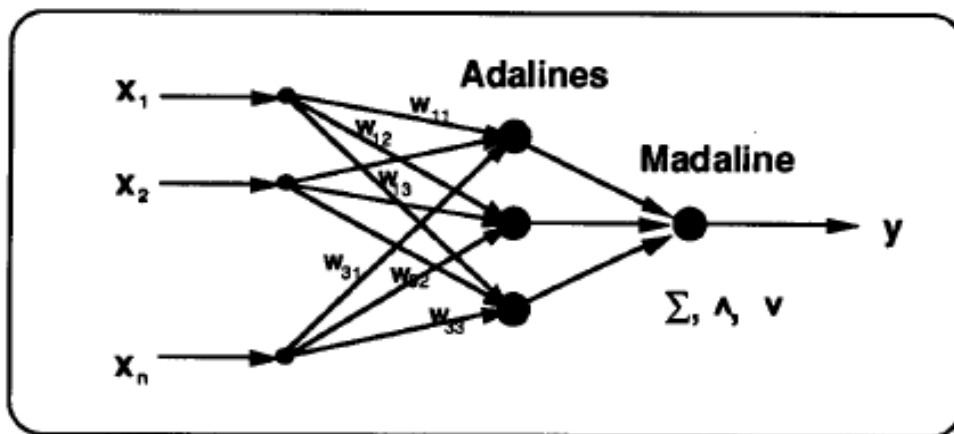 Adalines
x₁
w₁₁
w₁₂
Madaline
x₂
w₁₃
y
w₃₁
w₃₂
Σ, ∧, ∨
w₃₃
xₙ